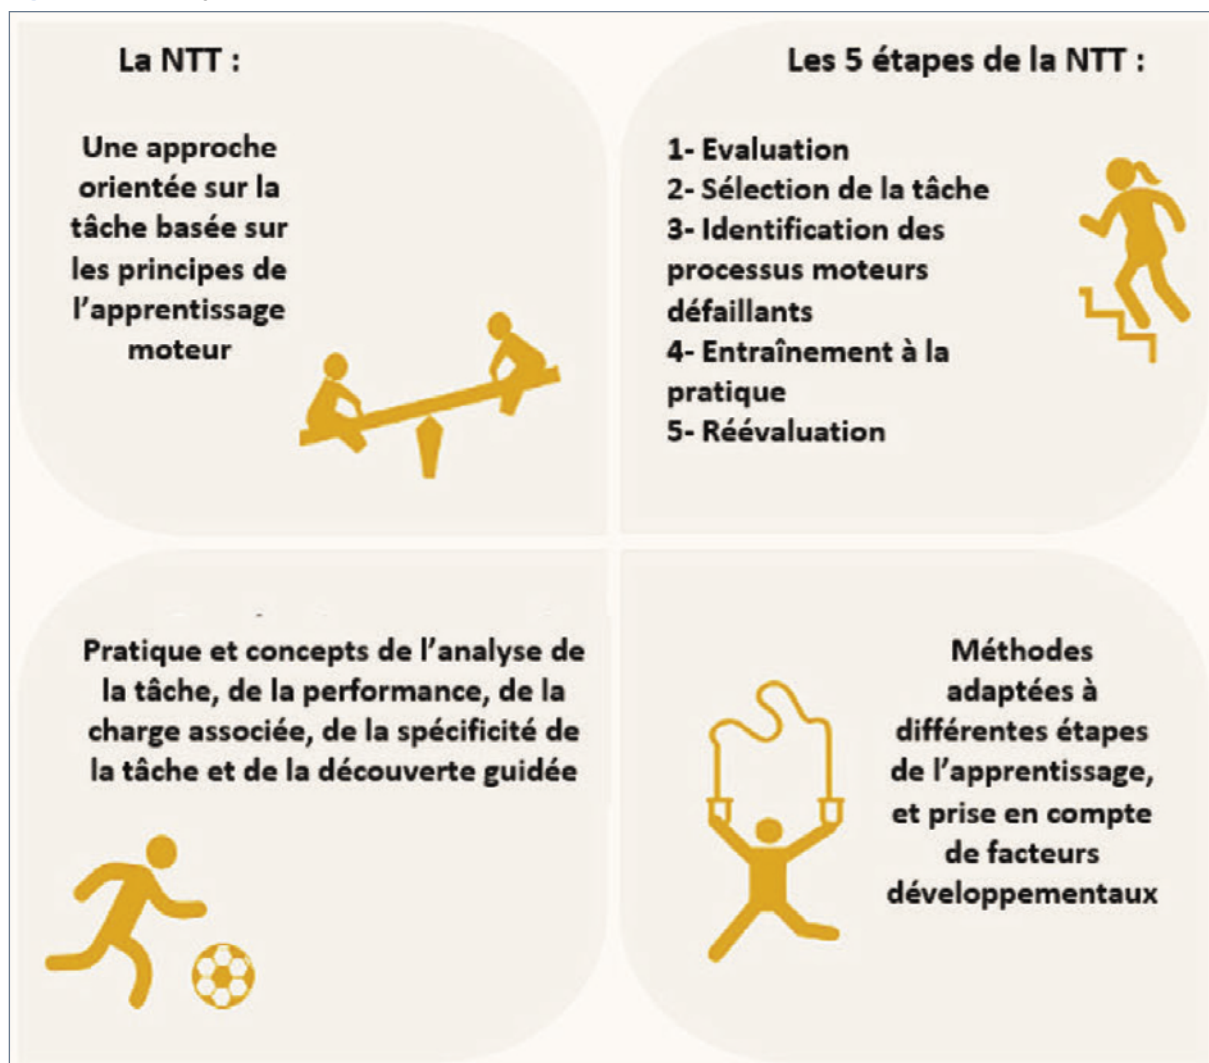 La NTT :
Une approche
orientée sur la
tâche basée sur
les principes de
l'apprentissage
moteur
Les 5 étapes de la NTT :
1- Evaluation
2- Sélection de la tâche
3- Identification des
processus moteurs
défaillants
4- Entraînement à la
pratique
5- Réévaluation
Pratique et concepts de l'analyse de
la tâche, de la performance, de la
charge associée, de la spécificité de
la tâche et de la découverte guidée
Méthodes
adaptées à
différentes étapes
de l'apprentissage,
et prise en compte
de facteurs
développementaux